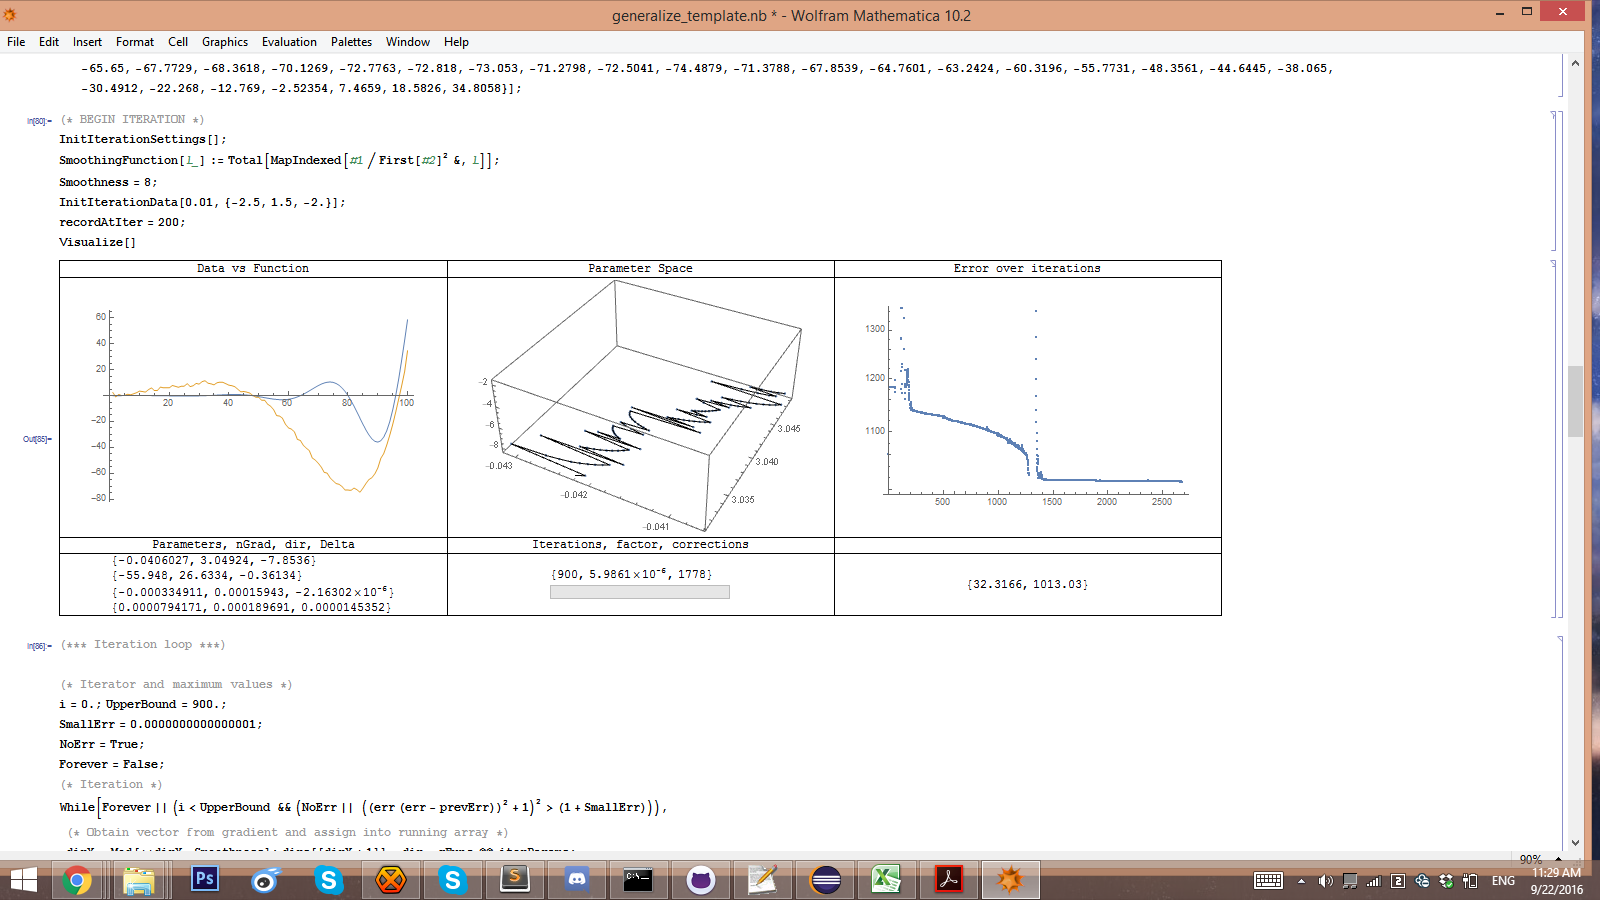 generalize_template.nb * - Wolfram Mathematica 10.2
File Edit Insert Format Cell Graphics Evaluation Palettes Window Help
-65.65, -67.7729, -68.3618, -70.1269, -72.7763, -72.818, -73.053, -71.2798, -72.5041, -74.4879, -71.3788, -67.8539, -64.7601, -63.2424, -60.3196, -55.7731, -48.3561, -44.6445, -38.065,
-30.4912, -22.268, -12.769, -2.52354, 7.4659, 18.5826, 34.8058}];
In[80]:= (* BEGIN ITERATION *)
InitIterationSettings[];
SmoothingFunction[l_] := Total[MapIndexed[#1 / First[#2]² &, l]];
Smoothness = 8;
InitIterationData[0.01, {-2.5, 1.5, -2.}];
recordAtIter = 200;
Visualize[]
Data vs Function Parameter Space Error over iterations
60
40
20
-20
-40
-60
-80
20 40 60 80 100
-2
-4
-6
-8
-0.043
-0.042
-0.041
3.045
3.040
3.035
1300
1200
1100
500 1000 1500 2000 2500
Out[85]=
Parameters, nGrad, dir, Delta Iterations, factor, corrections
{-0.0406027, 3.04924, -7.8536}
{-55.948, 26.6334, -0.36134}
{-0.000334911, 0.00015943, -2.16302×10⁻⁶}
{0.0000794171, 0.000189691, 0.0000145352}
{900, 5.9861×10⁻⁶, 1778}
{32.3166, 1013.03}
In[86]:= (*** Iteration loop ***)
(* Iterator and maximum values *)
i = 0.; UpperBound = 900.;
SmallErr = 0.0000000000000001;
NoErr = True;
Forever = False;
(* Iteration *)
While[Forever || (i < UpperBound && (NoErr || ((err (err - prevErr))² + 1)² > (1 + SmallErr))),
(* Obtain vector from gradient and assign into running array *)
90%
ENG
11:29 AM
9/22/2016